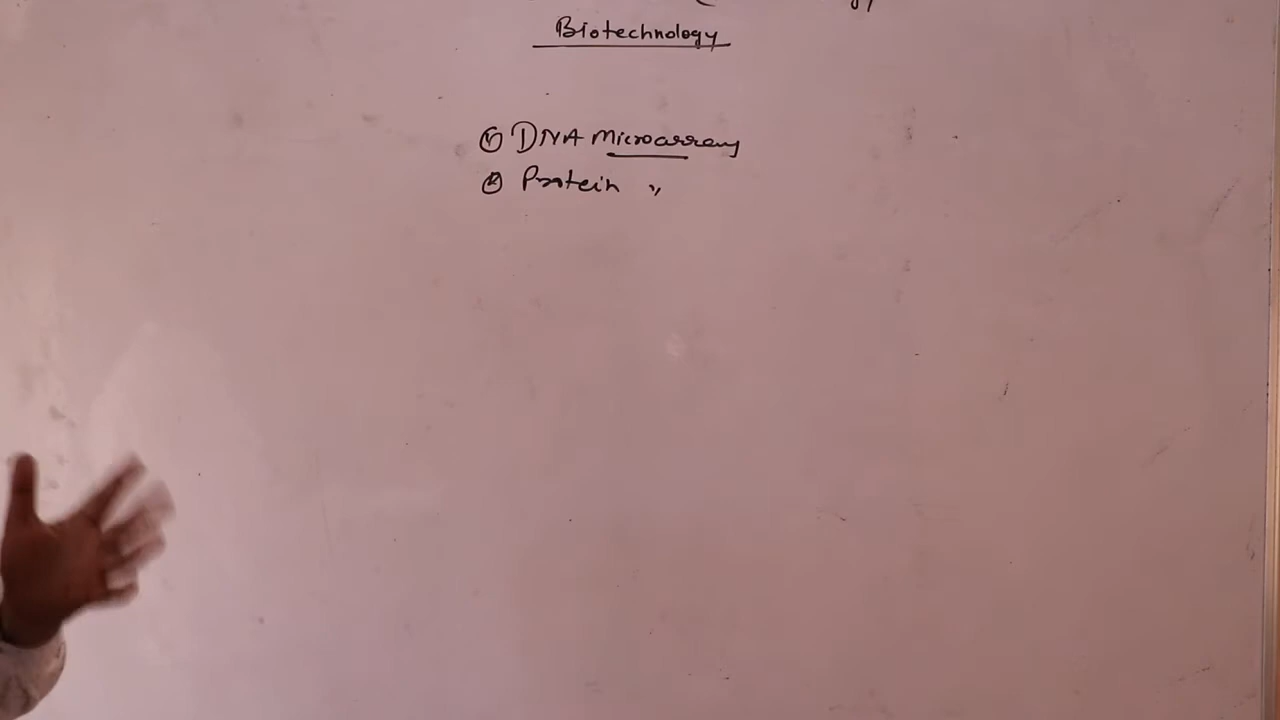 Biotechnology
① DNA Microarray
② Protein 〃